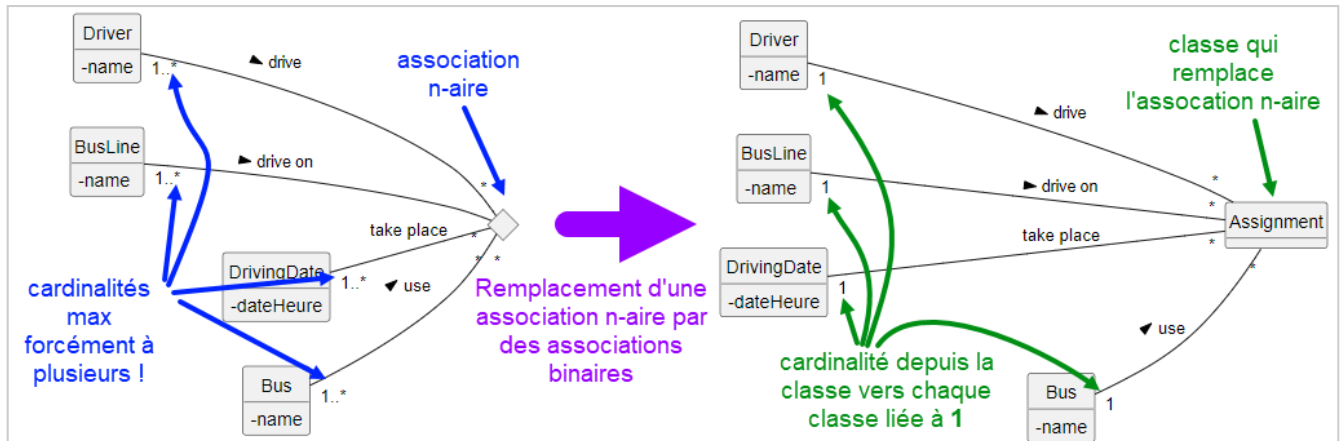 Driver
-name
1..*
drive
association
n-aire
BusLine
-name
1..*
drive on
*
*
take place
* *
DrivingDate
-dateHeure
1..*
use
cardinalités
max
forcément à
plusieurs !
Bus
-name
1..*
Remplacement d'une
association n-aire par
des associations
binaires
Driver
-name
1
drive
classe qui
remplace
l'assocation n-aire
BusLine
-name
1
drive on
*
*
Assignment
take place
*
*
DrivingDate
-dateHeure
1
use
cardinalité depuis la
classe vers chaque
classe liée à 1
Bus
-name
1